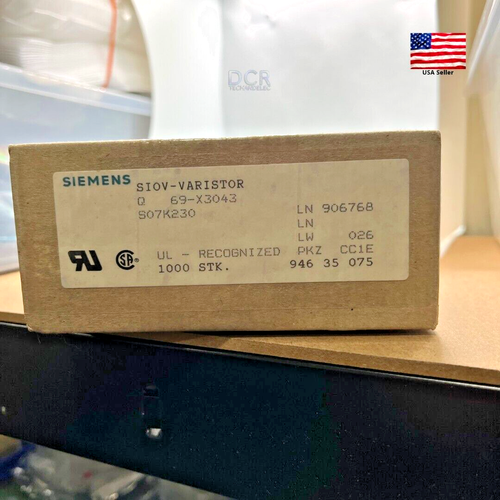 DCR
USA Seller
SIEMENS SIOV-VARISTOR
Q 69-X3043
S07K230
LN 906768
LN
LW 026
UL - RECOGNIZED PKZ CC1E
1000 STK. 946 35 075